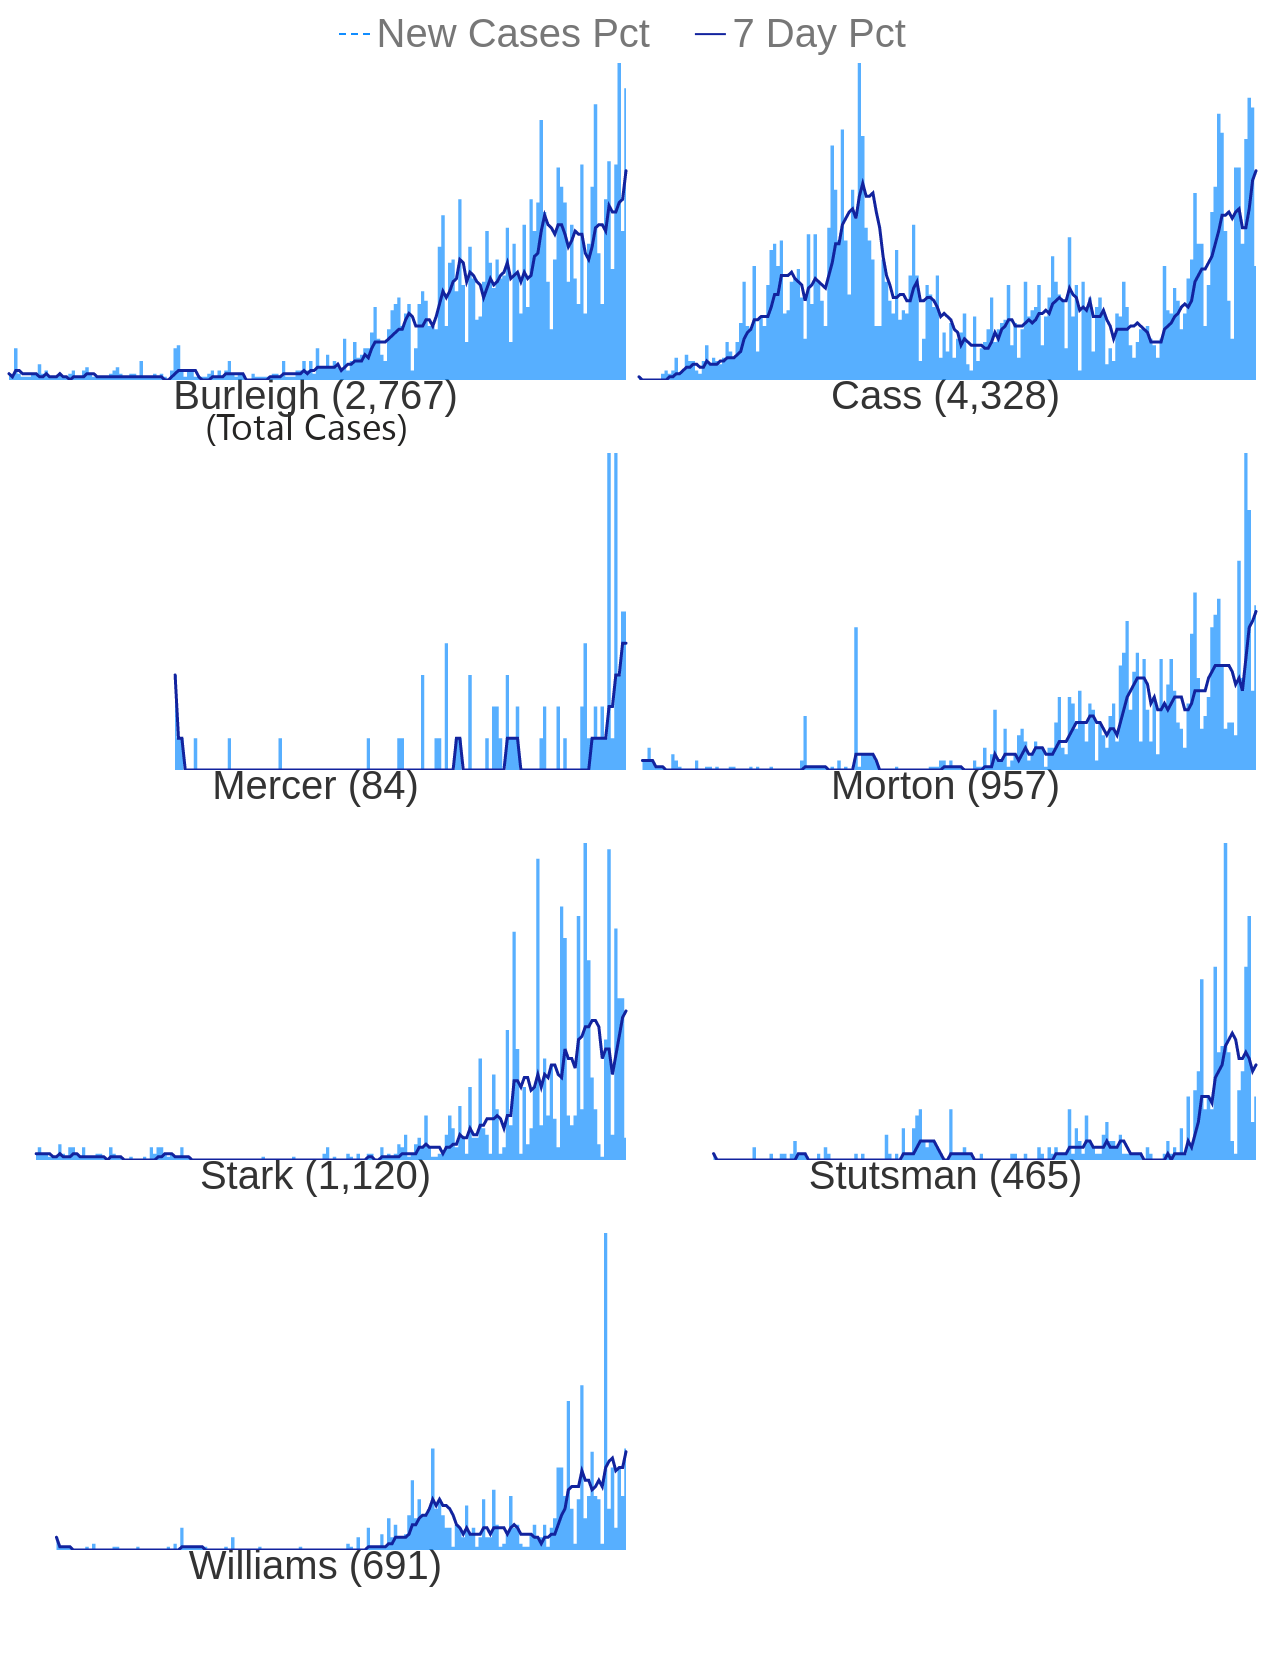 New Cases Pct 7 Day Pct
Burleigh (2,767) Cass (4,328)
(Total Cases)
Mercer (84) Morton (957)
Stark (1,120) Stutsman (465)
Williams (691)